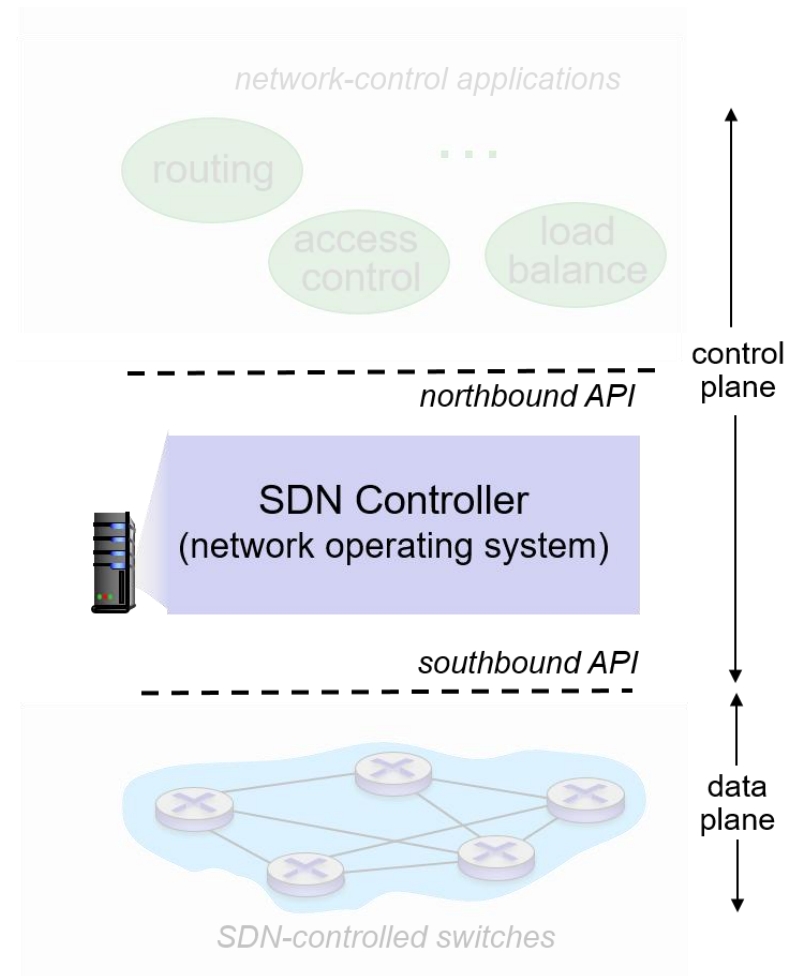 network-control applications
routing
. . .
access
control
load
balance
control
plane
northbound API
SDN Controller
(network operating system)
southbound API
data
plane
SDN-controlled switches